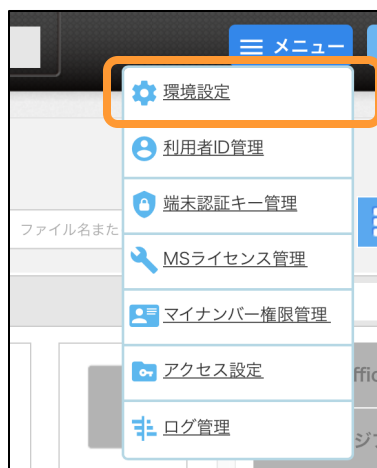 メニュー
環境設定
利用者ID管理
端末認証キー管理
ファイル名また
MSライセンス管理
マイナンバー権限管理
アクセス設定
ffic
ログ管理
ジ